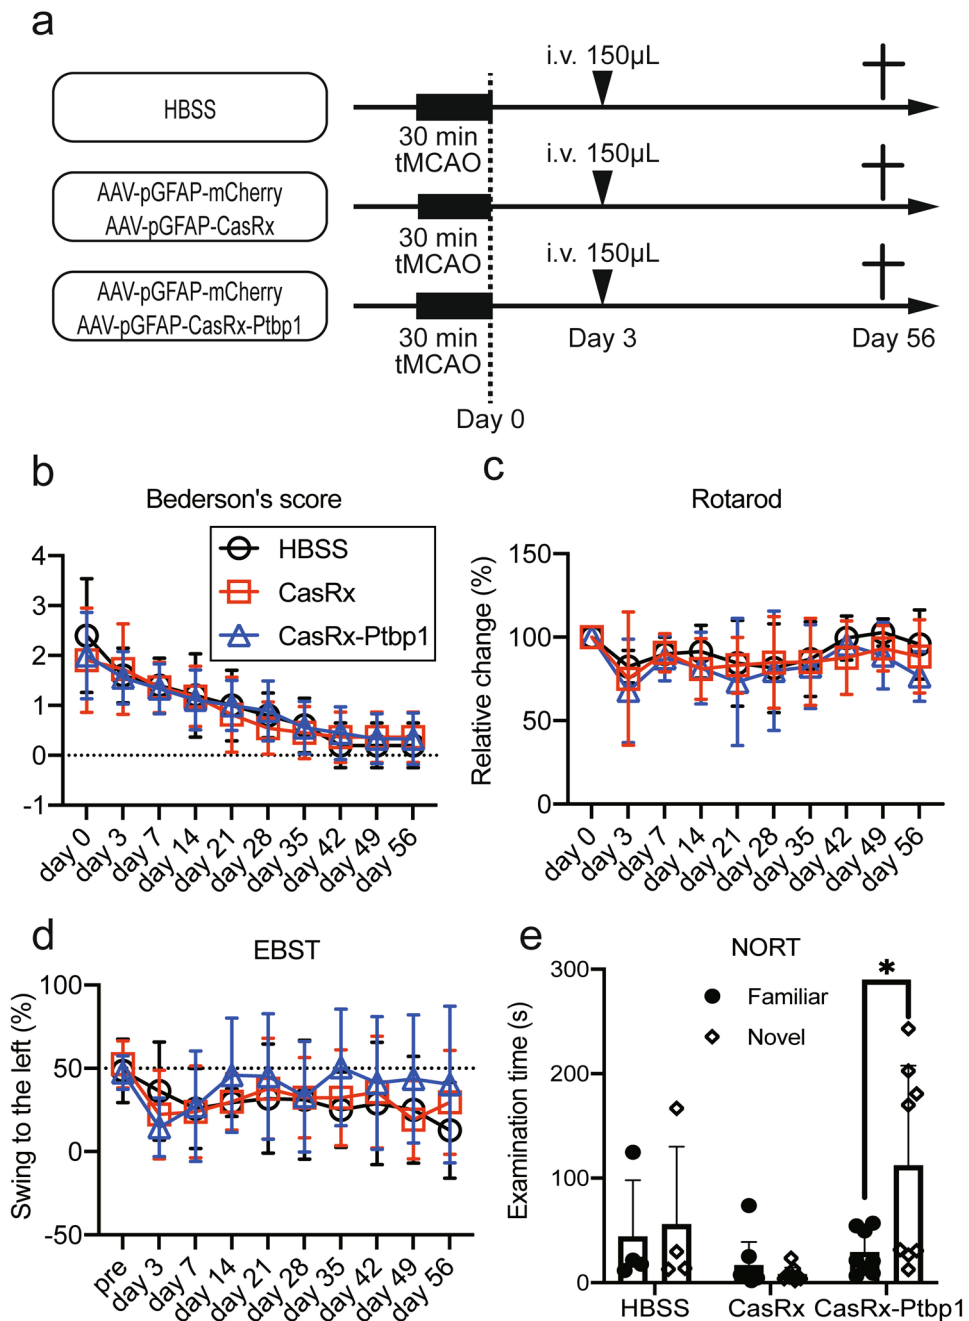 a
HBSS
30 min
tMCAO
i.v. 150µL
AAV-pGFAP-mCherry
AAV-pGFAP-CasRx
30 min
tMCAO
i.v. 150µL
AAV-pGFAP-mCherry
AAV-pGFAP-CasRx-Ptbp1
30 min
tMCAO
i.v. 150µL
Day 3
Day 56
Day 0
b
Bederson's score
HBSS
CasRx
CasRx-Ptbp1
4
3
2
1
0
-1
day 0
day 3
day 7
day 14
day 21
day 28
day 35
day 42
day 49
day 56
c
Rotarod
Relative change (%)
150
100
50
0
day 0
day 3
day 7
day 14
day 21
day 28
day 35
day 42
day 49
day 56
d
EBST
Swing to the left (%)
100
50
0
-50
pre
day 3
day 7
day 14
day 21
day 28
day 35
day 42
day 49
day 56
e
NORT
Examination time (s)
300
200
100
0
Familiar
Novel
*
HBSS
CasRx
CasRx-Ptbp1